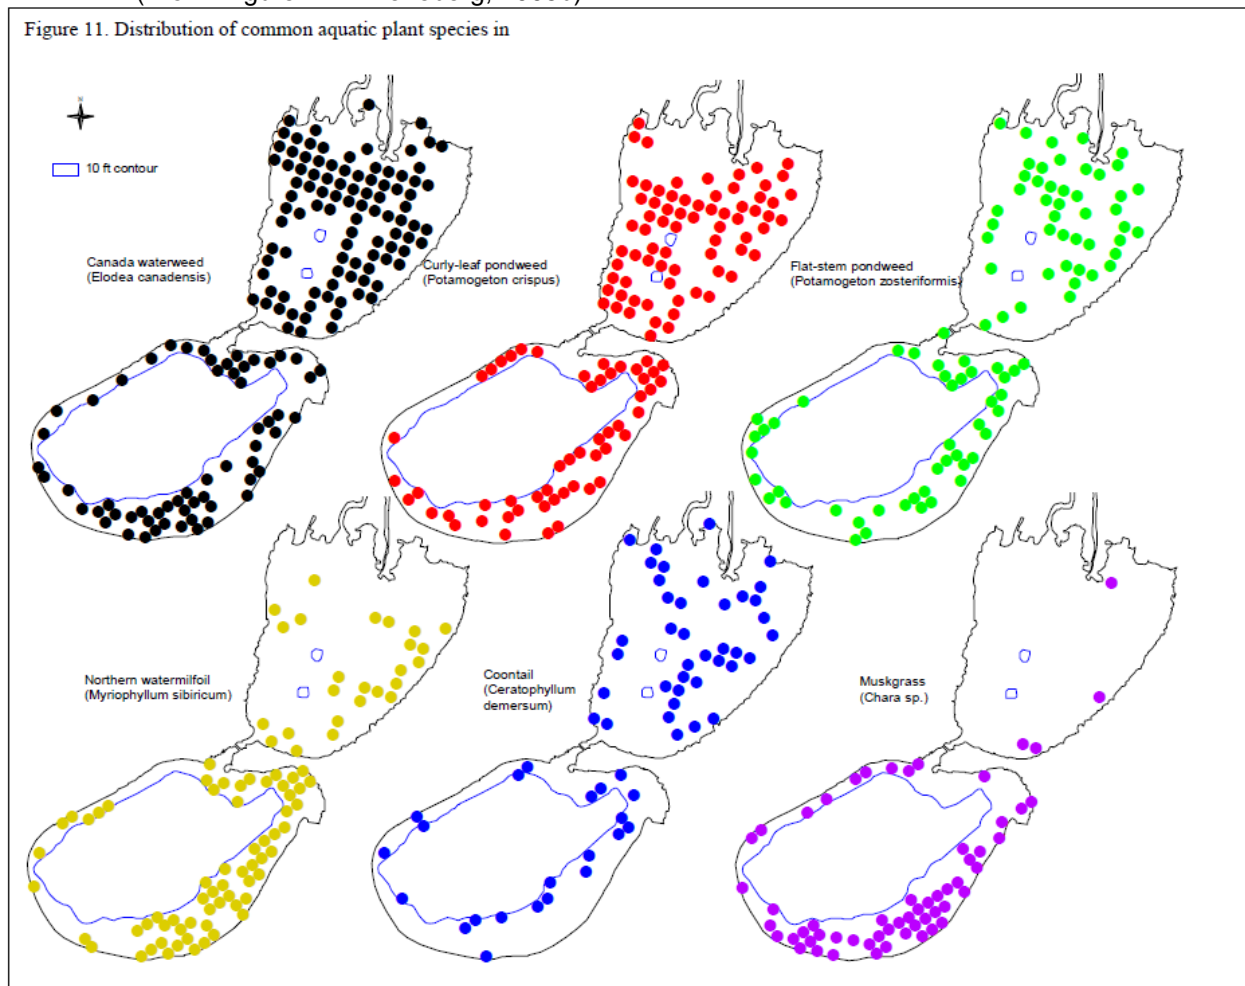 Figure 11. Distribution of common aquatic plant species in
N
10 ft contour
Canada waterweed
(Elodea canadensis)
Curly-leaf pondweed
(Potamogeton crispus)
Flat-stem pondweed
(Potamogeton zosteriformis)
Northern watermilfoil
(Myriophyllum sibiricum)
Coontail
(Ceratophyllum
demersum)
Muskgrass
(Chara sp.)